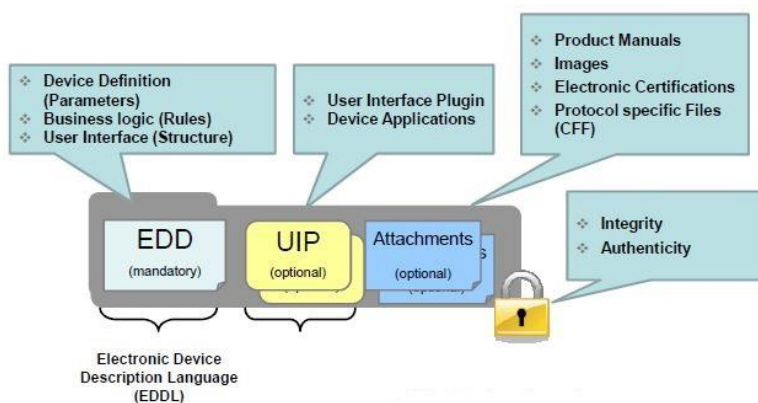 Device Definition
(Parameters)
Business logic (Rules)
User Interface (Structure)
User Interface Plugin
Device Applications
Product Manuals
Images
Electronic Certifications
Protocol specific Files
(CFF)
Integrity
Authenticity
EDD
(mandatory)
UIP
(optional)
Attachments
(optional)
Electronic Device
Description Language
(EDDL)